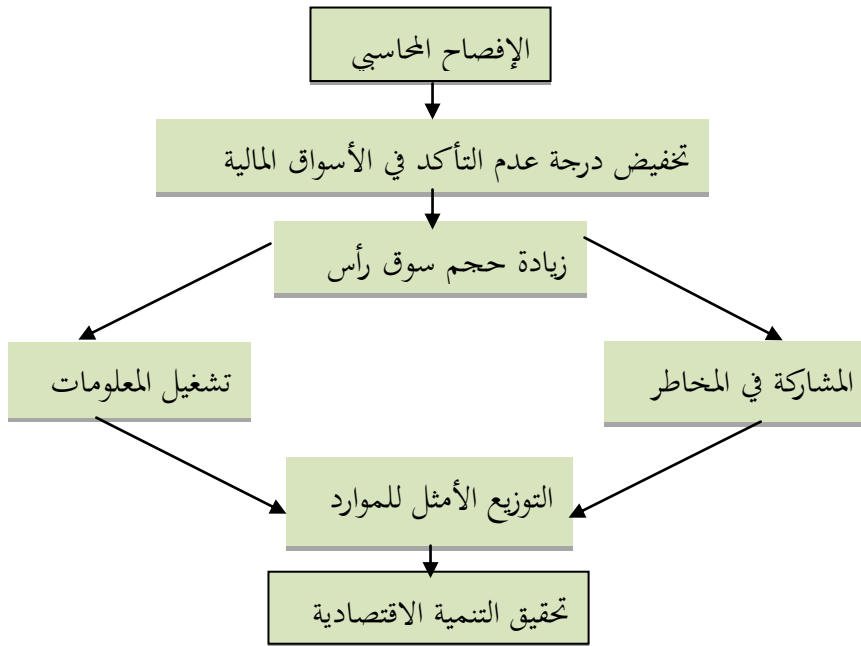 الإفصاح المحاسبي
تخفيض درجة عدم التأكد في الأسواق المالية
زيادة حجم سوق رأس
المشاركة في المخاطر
تشغيل المعلومات
التوزيع الأمثل للموارد
تحقيق التنمية الاقتصادية